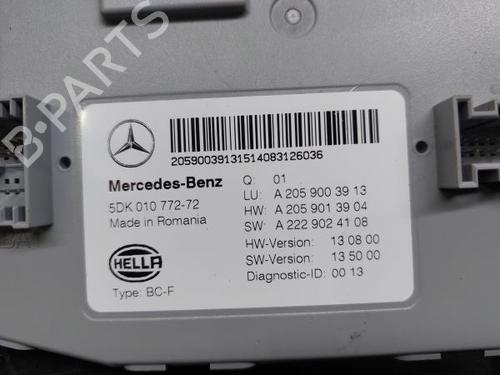 20590039131514083126036
Mercedes-Benz
5DK 010 772-72
Made in Romania
HELLA
Type: BC-F
Q: 01
LU: A 205 900 39 13
HW: A 205 901 39 04
SW: A 222 902 41 08
HW-Version: 13 08 00
SW-Version: 13 50 00
Diagnostic-ID: 00 13
B-PARTS